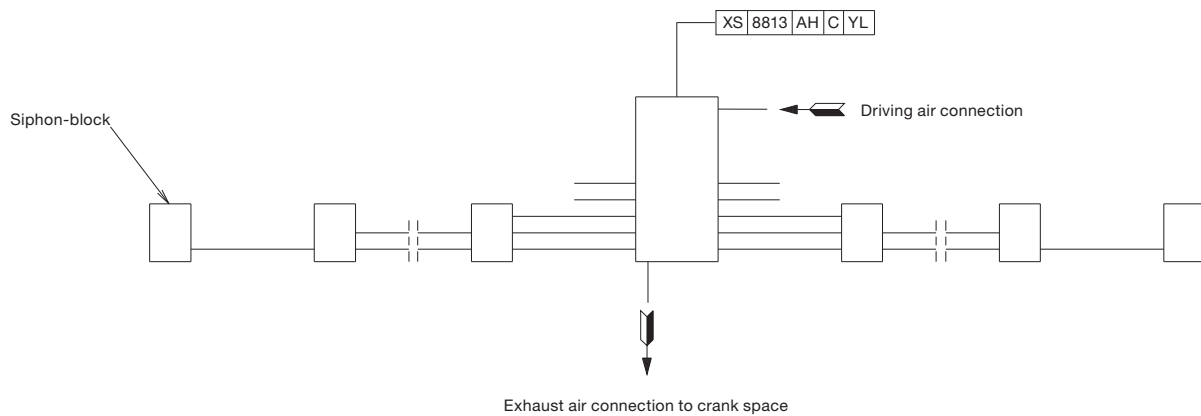 XS 8813 AH C YL
Driving air connection
Siphon-block
Exhaust air connection to crank space